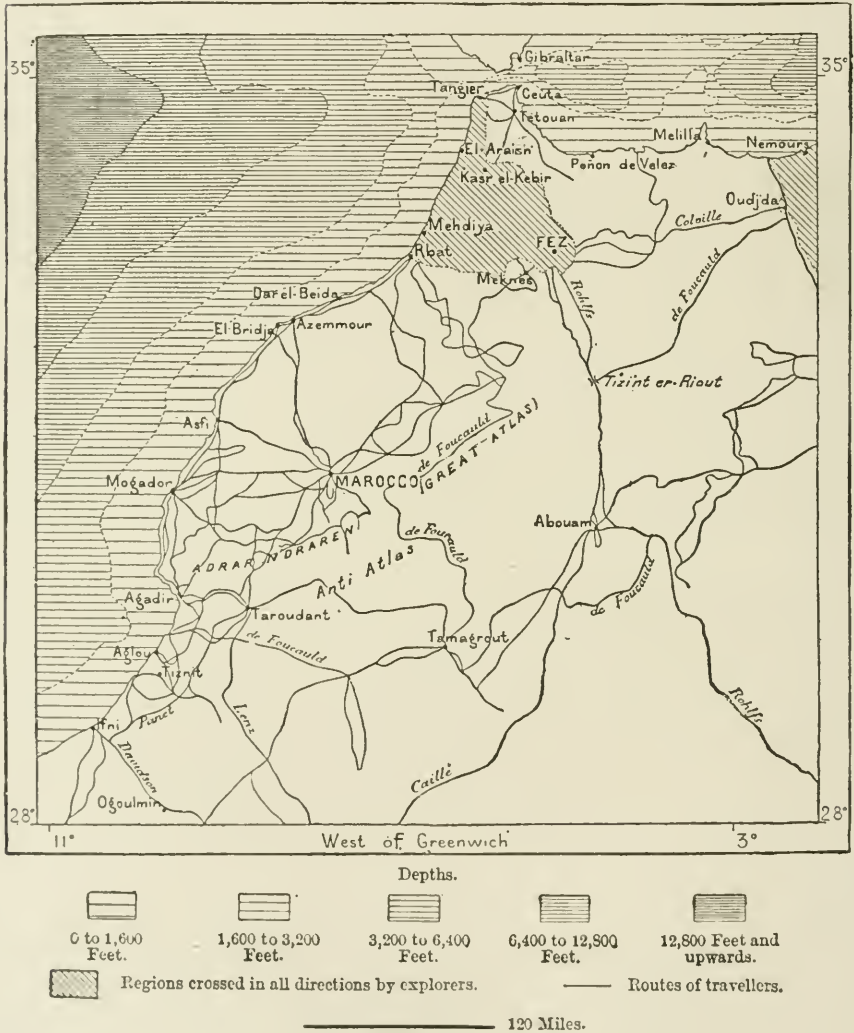 Gibraltar
35°
35°
Tangier
Ceuta
Tétouan
Melilla
Nemours
El-Araish
Peñon de Velez
Kasr el-Kebir
Oudjda
Colville
Mehdiya
FEZ
Rbat
Meknès
Rohlfs
de Foucauld
Dar-el-Beida
El Bridja
Azemmour
Tizint er-Riout
Asfi
de Foucauld
(GREAT-ATLAS)
Mogador
MAROCCO
Abouam
de Foucauld
ADRAR N'DRAREN
Anti Atlas
Agadir
Taroudant
de Foucauld
Tamagrout
de Foucauld
Aglou
Tiznit
Ifni
Panet
Lenz
Rohlfs
Davidson
Caillé
Ogoulmin
28°
28°
11°
West of Greenwich
3°
Depths.
0 to 1,600
Feet.
1,600 to 3,200
Feet.
3,200 to 6,400
Feet.
6,400 to 12,800
Feet.
12,800 Feet and
upwards.
Regions crossed in all directions by explorers.
Routes of travellers.
120 Miles.